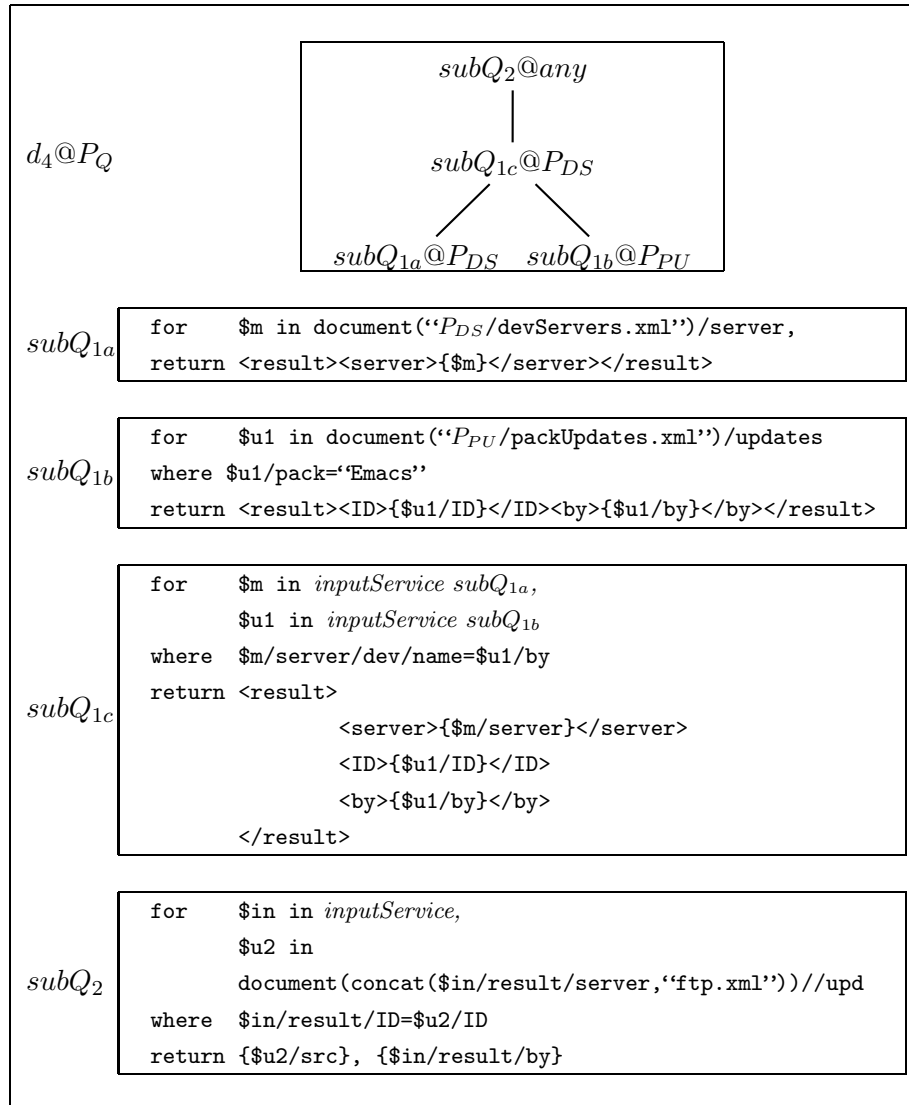 subQ2@any
d4@PQ
subQ1c@PDS
subQ1a@PDS subQ1b@PPU
subQ1a
for $m in document(“PDS/devServers.xml”)/server,
return <result><server>{$m}</server></result>
subQ1b
for $u1 in document(“PPU/packUpdates.xml”)/updates
where $u1/pack=“Emacs”
return <result><ID>{$u1/ID}</ID><by>{$u1/by}</by></result>
subQ1c
for $m in inputService subQ1a,
$u1 in inputService subQ1b
where $m/server/dev/name=$u1/by
return <result>
<server>{$m/server}</server>
<ID>{$u1/ID}</ID>
<by>{$u1/by}</by>
</result>
subQ2
for $in in inputService,
$u2 in
document(concat($in/result/server,“ftp.xml”))//upd
where $in/result/ID=$u2/ID
return {$u2/src}, {$in/result/by}